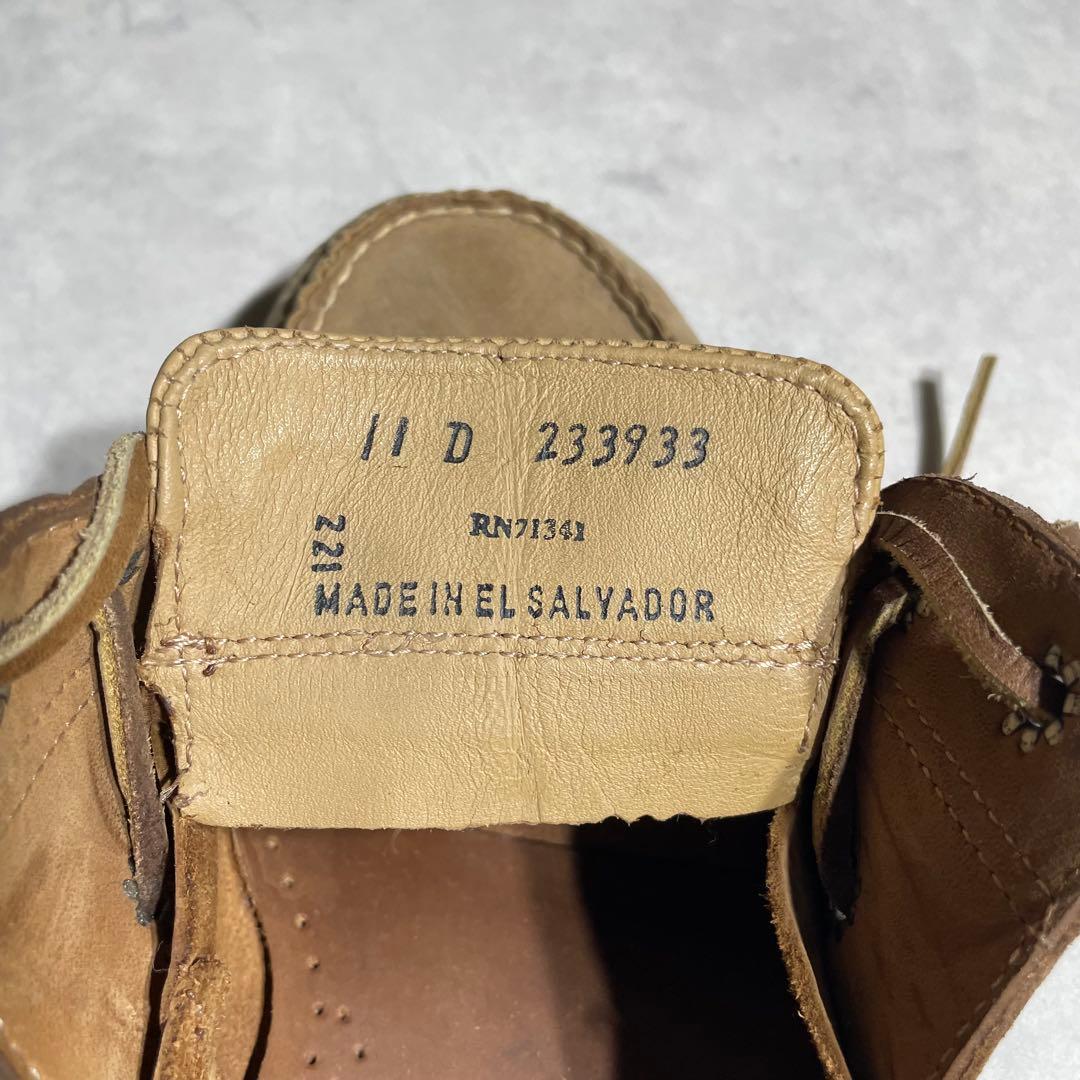 11 D 233933
RN71341
221
MADE IN EL SALVADOR